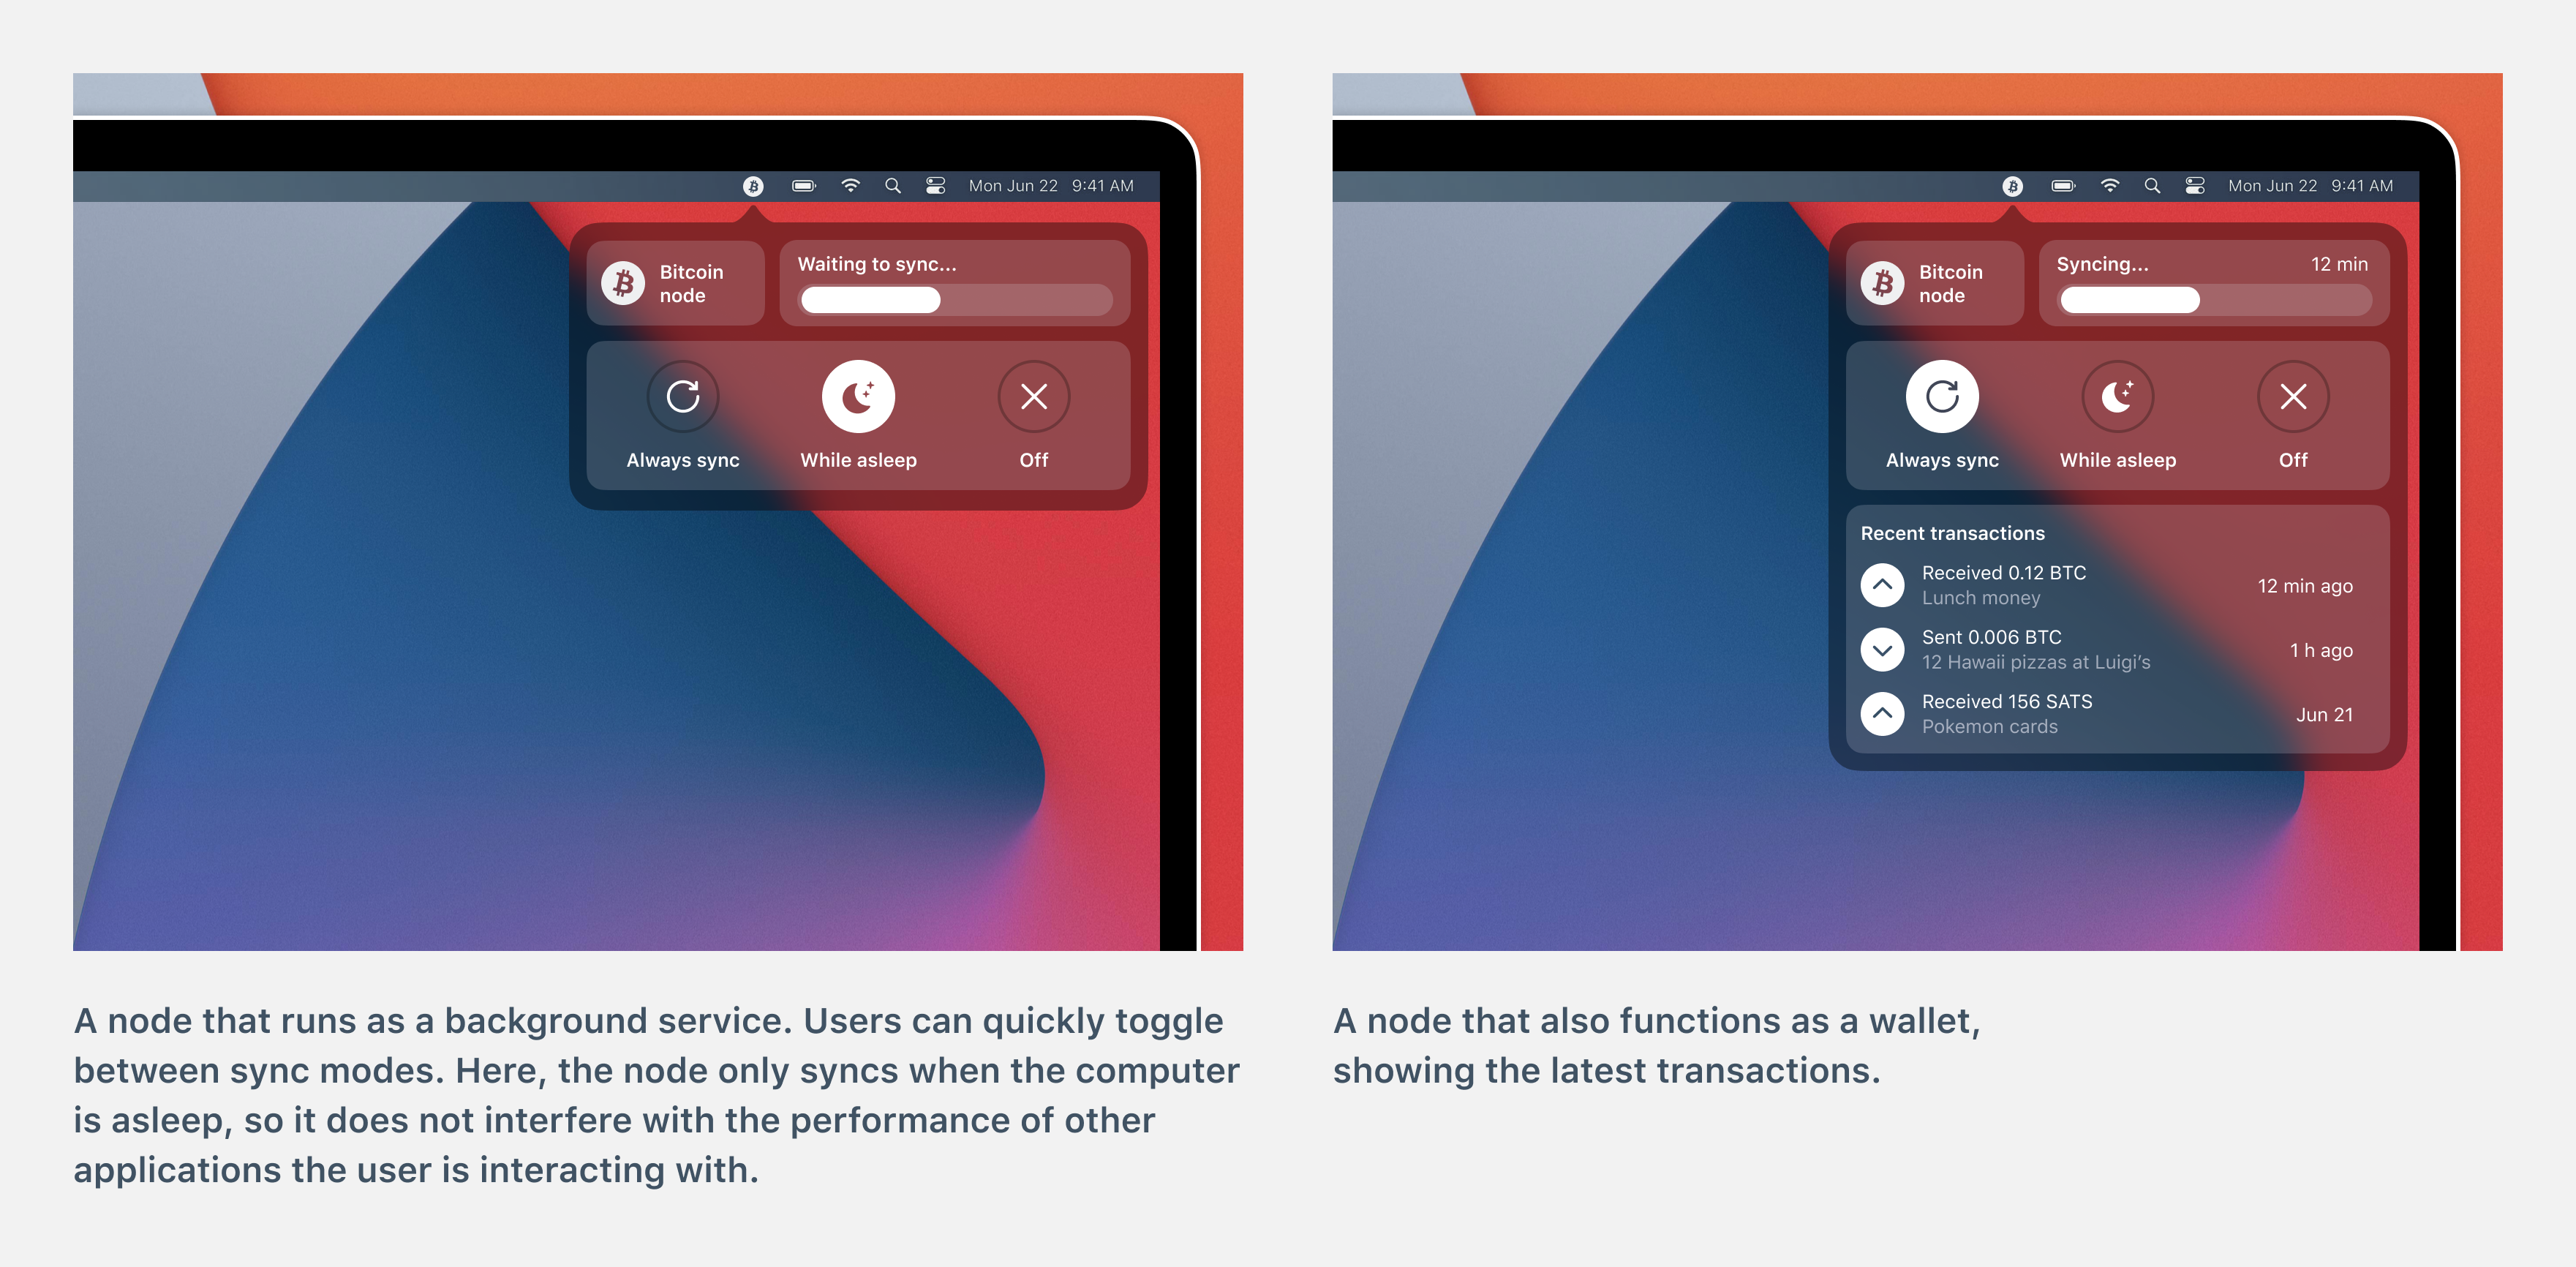 Mon Jun 22 9:41 AM
Bitcoin
node
Waiting to sync...
Always sync
While asleep
Off
A node that runs as a background service. Users can quickly toggle
between sync modes. Here, the node only syncs when the computer
is asleep, so it does not interfere with the performance of other
applications the user is interacting with.
Mon Jun 22 9:41 AM
Bitcoin
node
Syncing... 12 min
Always sync
While asleep
Off
Recent transactions
Received 0.12 BTC
Lunch money
12 min ago
Sent 0.006 BTC
12 Hawaii pizzas at Luigi’s
1 h ago
Received 156 SATS
Pokemon cards
Jun 21
A node that also functions as a wallet,
showing the latest transactions.